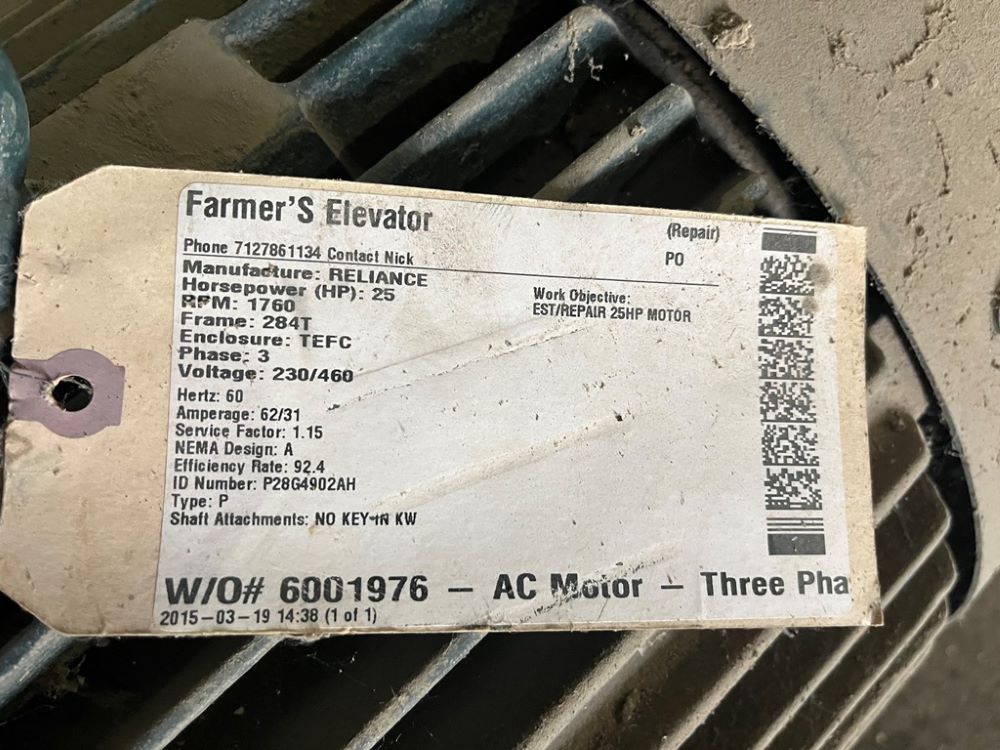 Farmer'S Elevator
(Repair)
Phone 7127861134 Contact Nick
PO
Manufacture: RELIANCE
Horsepower (HP): 25
RPM: 1760
Frame: 284T
Enclosure: TEFC
Phase: 3
Voltage: 230/460
Hertz: 60
Amperage: 62/31
Service Factor: 1.15
NEMA Design: A
Efficiency Rate: 92.4
ID Number: P28G4902AH
Type: P
Shaft Attachments: NO KEY-IN KW
Work Objective:
EST/REPAIR 25HP MOTOR
W/O# 6001976 – AC Motor – Three Pha
2015-03-19 14:38 (1 of 1)